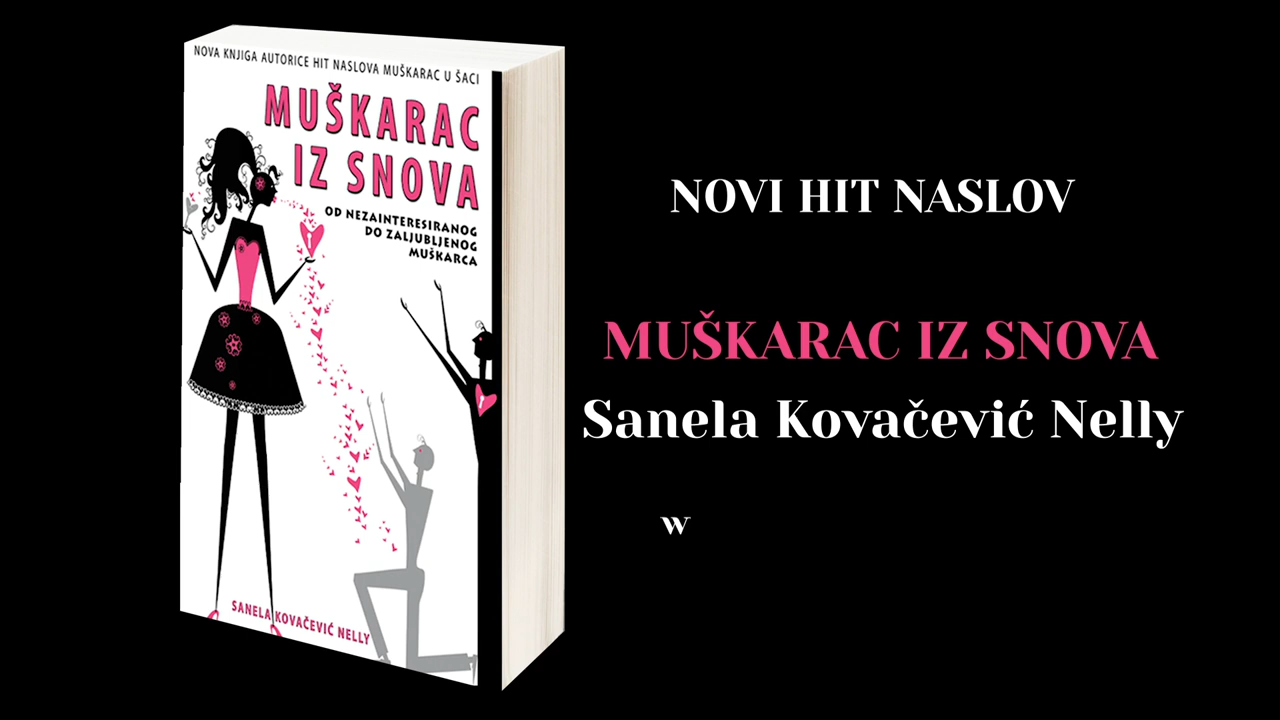 NOVA KNJIGA AUTORICE HIT NASLOVA MUŠKARAC U ŠACI
MUŠKARAC
IZ SNOVA
OD NEZAINTERESIRANOG
DO ZALJUBLJENOG
MUŠKARCA
SANELA KOVAČEVIĆ NELLY
NOVI HIT NASLOV
MUŠKARAC IZ SNOVA
Sanela Kovačević Nelly
w